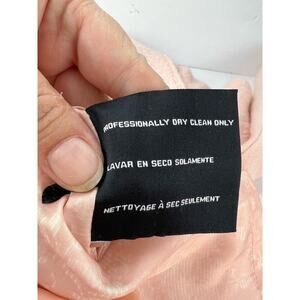 PROFESSIONALLY DRY CLEAN ONLY
LAVAR EN SECO SOLAMENTE
NETTOYAGE À SEC SEULEMENT